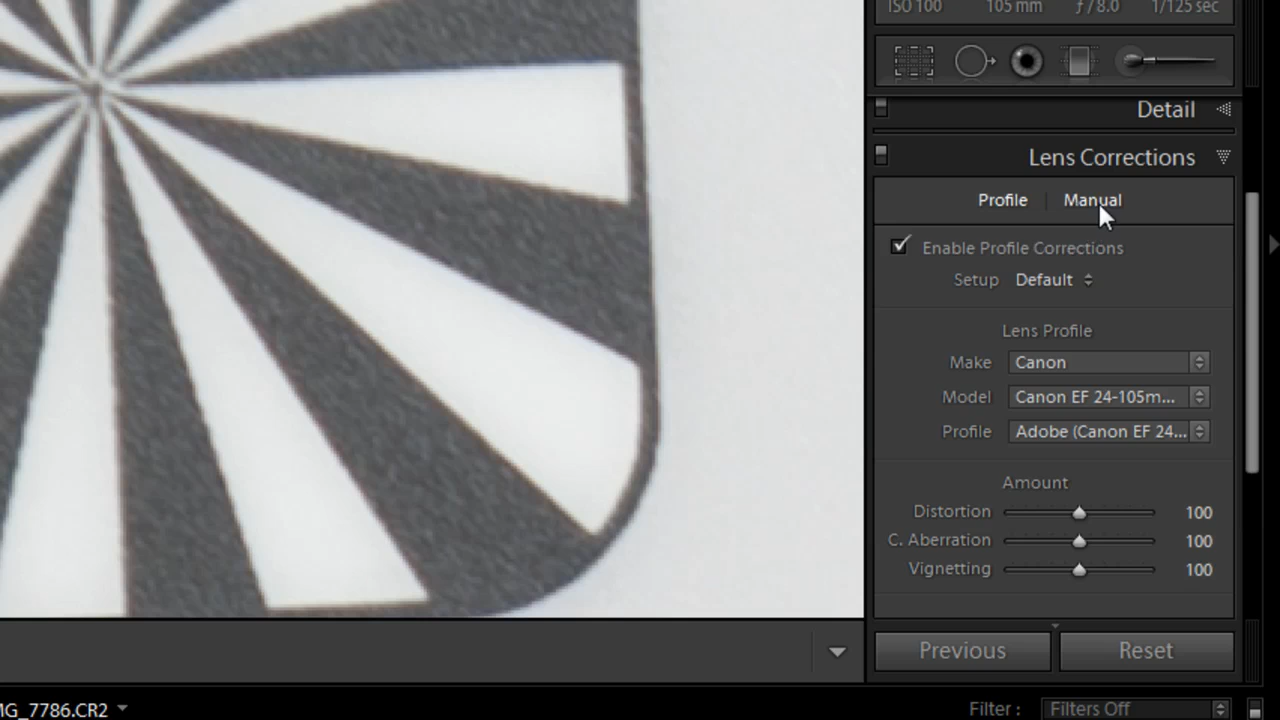 ISO 100 105 mm ƒ / 8.0 1/125 sec
Detail
Lens Corrections
Profile | Manual
Enable Profile Corrections
Setup Default
Lens Profile
Make Canon
Model Canon EF 24-105m...
Profile Adobe (Canon EF 24...
Amount
Distortion 100
C. Aberration 100
Vignetting 100
Previous Reset
MG_7786.CR2 Filter : Filters Off